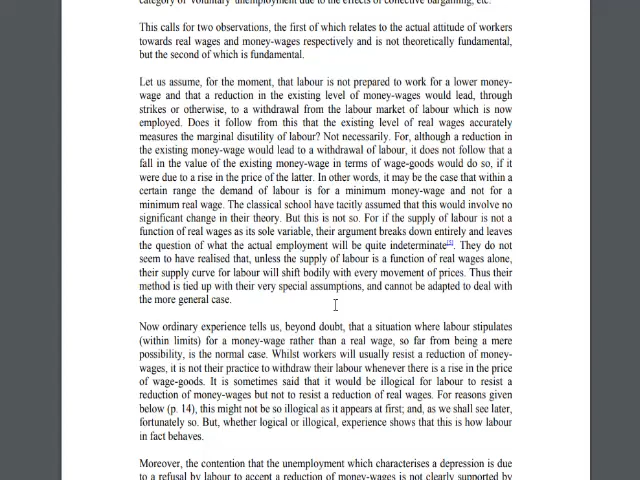 category of 'voluntary' unemployment due to the effects of collective bargaining, etc.
This calls for two observations, the first of which relates to the actual attitude of workers
towards real wages and money-wages respectively and is not theoretically fundamental,
but the second of which is fundamental.
Let us assume, for the moment, that labour is not prepared to work for a lower money-
wage and that a reduction in the existing level of money-wages would lead, through
strikes or otherwise, to a withdrawal from the labour market of labour which is now
employed. Does it follow from this that the existing level of real wages accurately
measures the marginal disutility of labour? Not necessarily. For, although a reduction in
the existing money-wage would lead to a withdrawal of labour, it does not follow that a
fall in the value of the existing money-wage in terms of wage-goods would do so, if it
were due to a rise in the price of the latter. In other words, it may be the case that within a
certain range the demand of labour is for a minimum money-wage and not for a
minimum real wage. The classical school have tacitly assumed that this would involve no
significant change in their theory. But this is not so. For if the supply of labour is not a
function of real wages as its sole variable, their argument breaks down entirely and leaves
the question of what the actual employment will be quite indeterminate[5]. They do not
seem to have realised that, unless the supply of labour is a function of real wages alone,
their supply curve for labour will shift bodily with every movement of prices. Thus their
method is tied up with their very special assumptions, and cannot be adapted to deal with
the more general case.
Now ordinary experience tells us, beyond doubt, that a situation where labour stipulates
(within limits) for a money-wage rather than a real wage, so far from being a mere
possibility, is the normal case. Whilst workers will usually resist a reduction of money-
wages, it is not their practice to withdraw their labour whenever there is a rise in the price
of wage-goods. It is sometimes said that it would be illogical for labour to resist a
reduction of money-wages but not to resist a reduction of real wages. For reasons given
below (p. 14), this might not be so illogical as it appears at first; and, as we shall see later,
fortunately so. But, whether logical or illogical, experience shows that this is how labour
in fact behaves.
Moreover, the contention that the unemployment which characterises a depression is due
to a refusal by labour to accept a reduction of money-wages is not clearly supported by